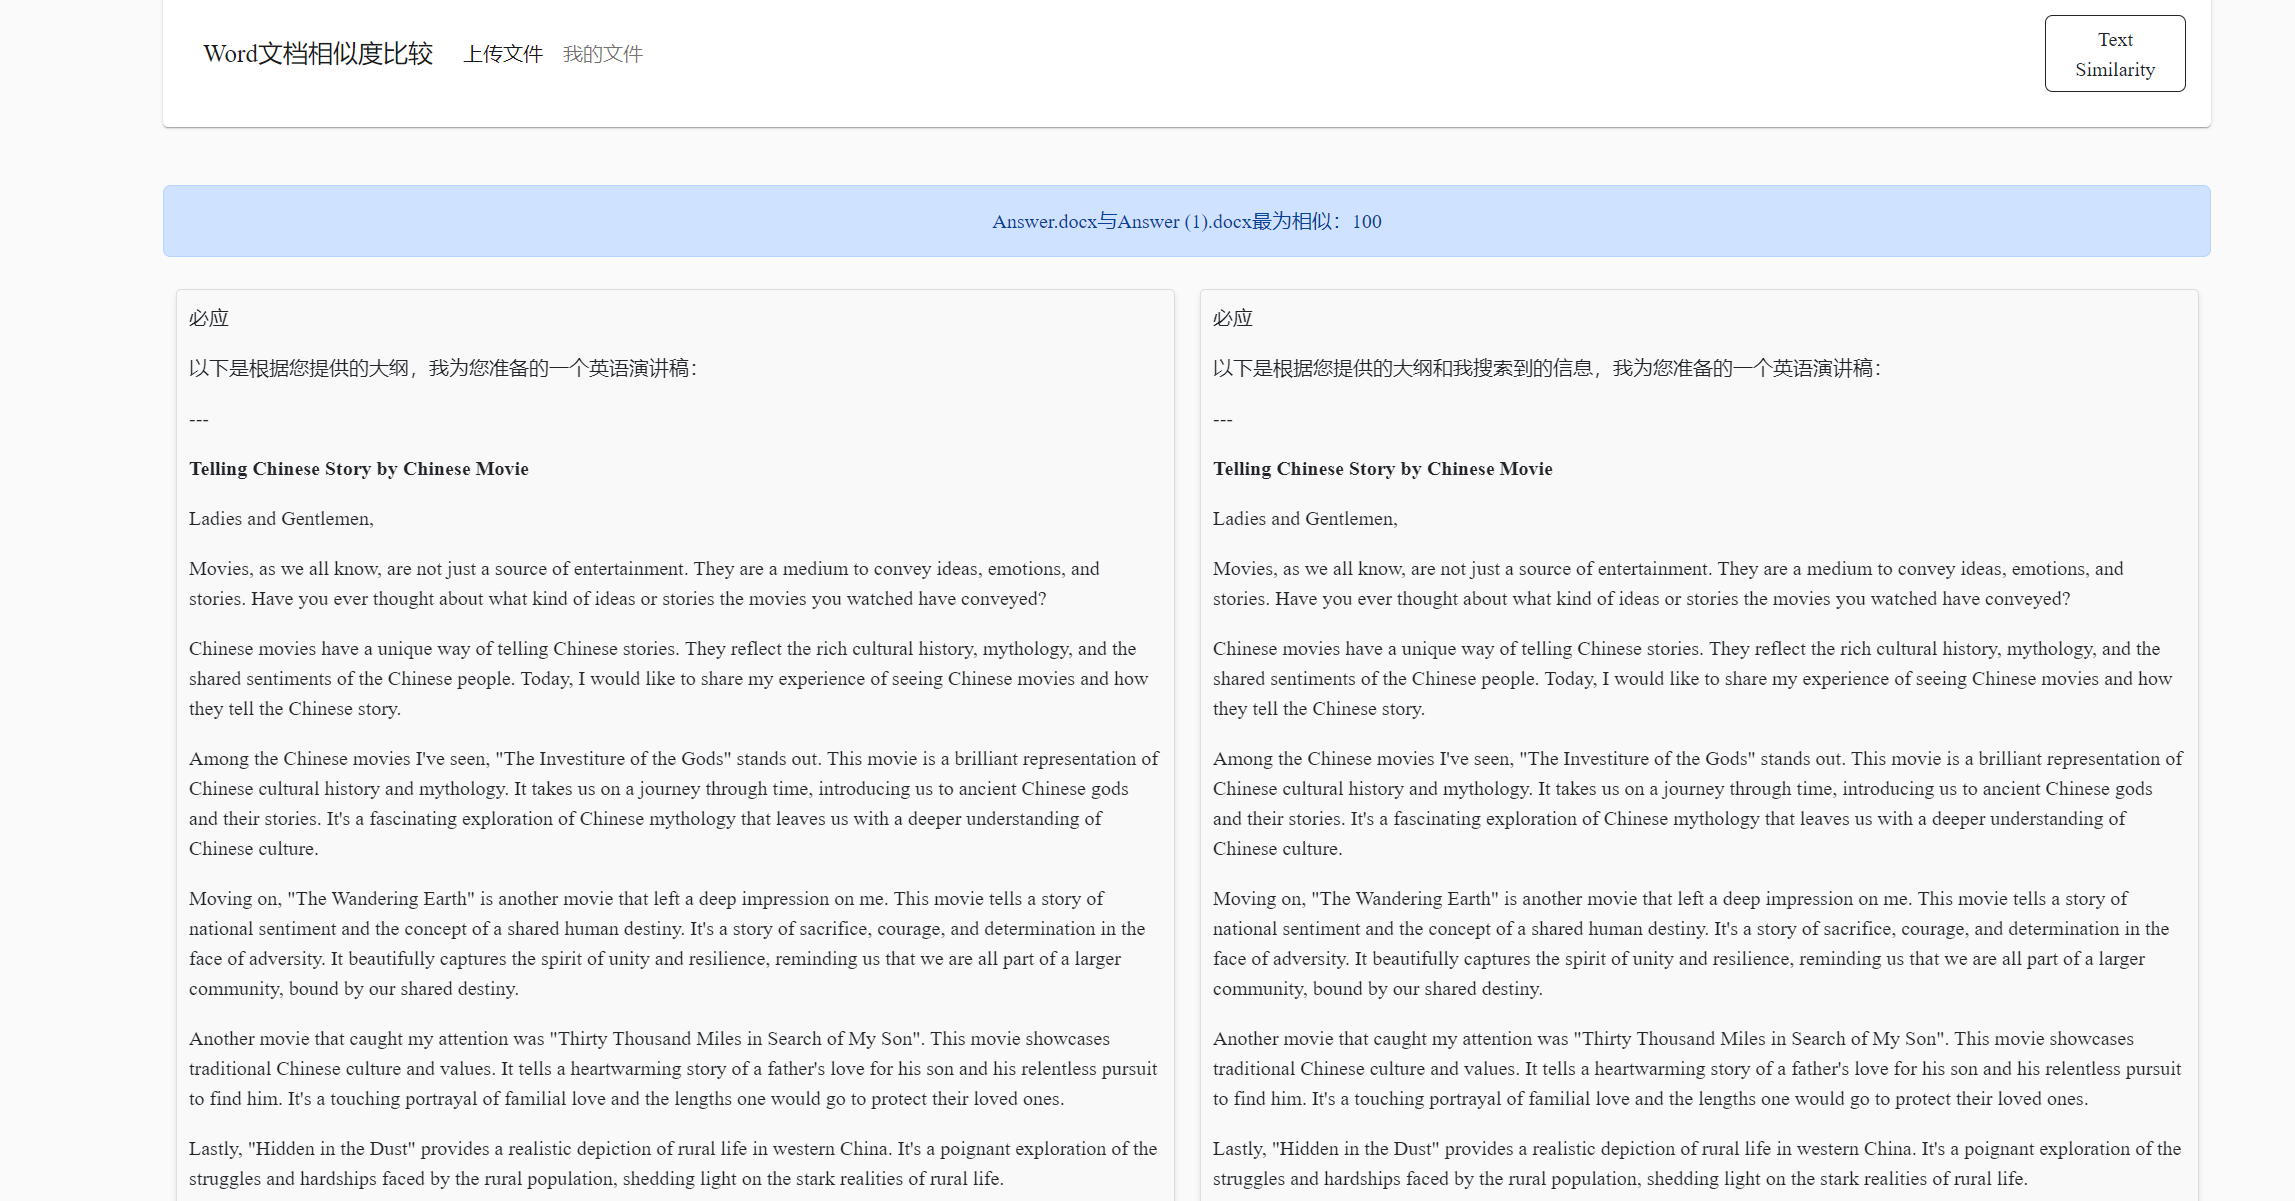 Word文档相似度比较 上传文件 我的文件
Text
Similarity
Answer.docx与Answer (1).docx最为相似：100
必应
以下是根据您提供的大纲，我为您准备的一个英语演讲稿：
---
Telling Chinese Story by Chinese Movie
Ladies and Gentlemen,
Movies, as we all know, are not just a source of entertainment. They are a medium to convey ideas, emotions, and
stories. Have you ever thought about what kind of ideas or stories the movies you watched have conveyed?
Chinese movies have a unique way of telling Chinese stories. They reflect the rich cultural history, mythology, and the
shared sentiments of the Chinese people. Today, I would like to share my experience of seeing Chinese movies and how
they tell the Chinese story.
Among the Chinese movies I've seen, "The Investiture of the Gods" stands out. This movie is a brilliant representation of
Chinese cultural history and mythology. It takes us on a journey through time, introducing us to ancient Chinese gods
and their stories. It's a fascinating exploration of Chinese mythology that leaves us with a deeper understanding of
Chinese culture.
Moving on, "The Wandering Earth" is another movie that left a deep impression on me. This movie tells a story of
national sentiment and the concept of a shared human destiny. It's a story of sacrifice, courage, and determination in the
face of adversity. It beautifully captures the spirit of unity and resilience, reminding us that we are all part of a larger
community, bound by our shared destiny.
Another movie that caught my attention was "Thirty Thousand Miles in Search of My Son". This movie showcases
traditional Chinese culture and values. It tells a heartwarming story of a father's love for his son and his relentless pursuit
to find him. It's a touching portrayal of familial love and the lengths one would go to protect their loved ones.
Lastly, "Hidden in the Dust" provides a realistic depiction of rural life in western China. It's a poignant exploration of the
struggles and hardships faced by the rural population, shedding light on the stark realities of rural life.
必应
以下是根据您提供的大纲和我搜索到的信息，我为您准备的一个英语演讲稿：
---
Telling Chinese Story by Chinese Movie
Ladies and Gentlemen,
Movies, as we all know, are not just a source of entertainment. They are a medium to convey ideas, emotions, and
stories. Have you ever thought about what kind of ideas or stories the movies you watched have conveyed?
Chinese movies have a unique way of telling Chinese stories. They reflect the rich cultural history, mythology, and the
shared sentiments of the Chinese people. Today, I would like to share my experience of seeing Chinese movies and how
they tell the Chinese story.
Among the Chinese movies I've seen, "The Investiture of the Gods" stands out. This movie is a brilliant representation of
Chinese cultural history and mythology. It takes us on a journey through time, introducing us to ancient Chinese gods
and their stories. It's a fascinating exploration of Chinese mythology that leaves us with a deeper understanding of
Chinese culture.
Moving on, "The Wandering Earth" is another movie that left a deep impression on me. This movie tells a story of
national sentiment and the concept of a shared human destiny. It's a story of sacrifice, courage, and determination in the
face of adversity. It beautifully captures the spirit of unity and resilience, reminding us that we are all part of a larger
community, bound by our shared destiny.
Another movie that caught my attention was "Thirty Thousand Miles in Search of My Son". This movie showcases
traditional Chinese culture and values. It tells a heartwarming story of a father's love for his son and his relentless pursuit
to find him. It's a touching portrayal of familial love and the lengths one would go to protect their loved ones.
Lastly, "Hidden in the Dust" provides a realistic depiction of rural life in western China. It's a poignant exploration of the
struggles and hardships faced by the rural population, shedding light on the stark realities of rural life.